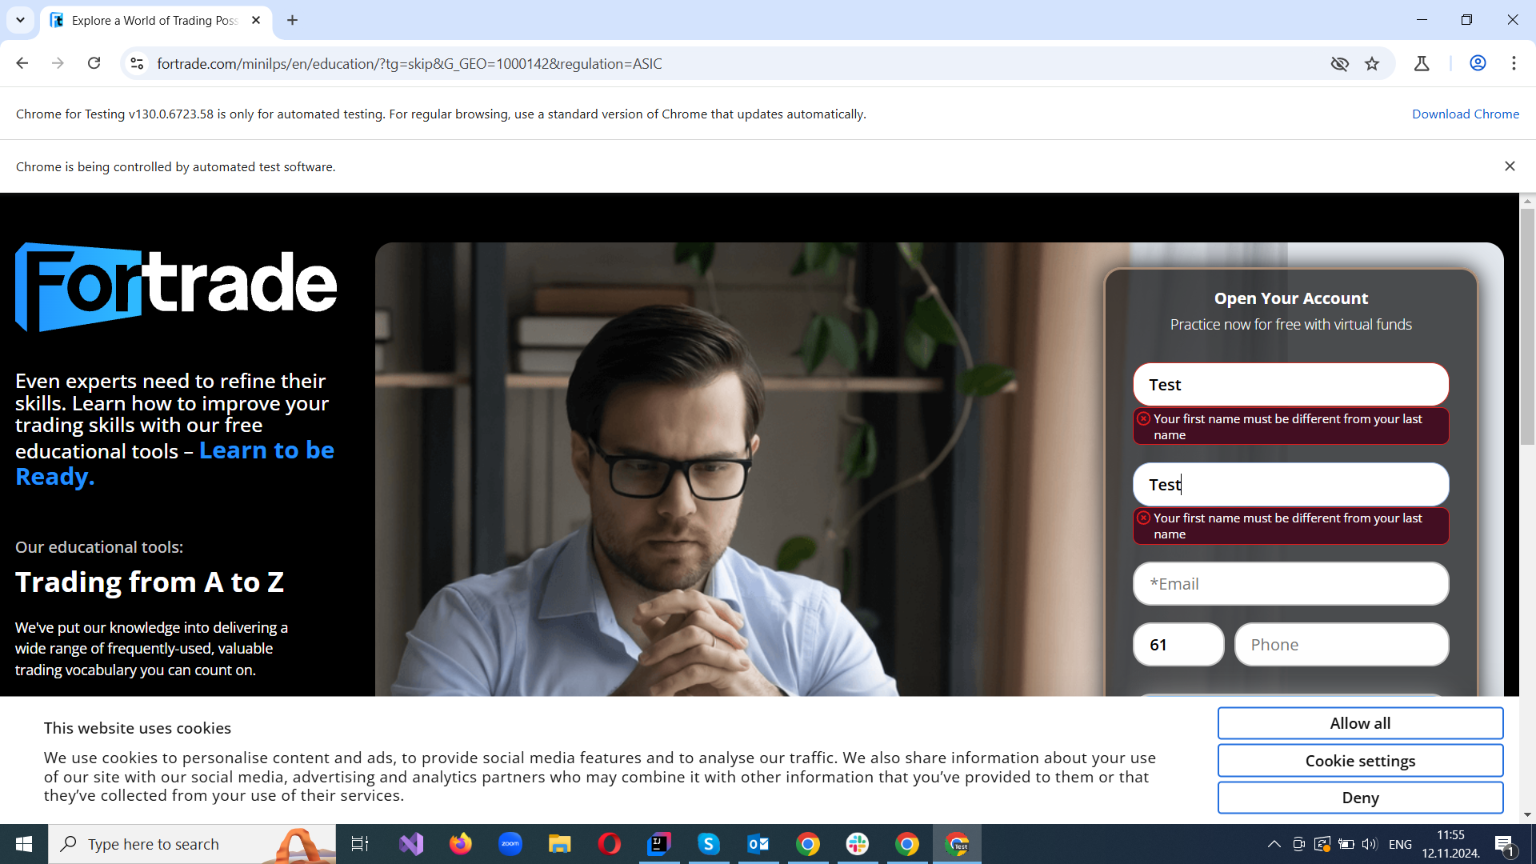 Explore a World of Trading Poss
fortrade.com/minilps/en/education/?tg=skip&G_GEO=1000142&regulation=ASIC
Chrome for Testing v130.0.6723.58 is only for automated testing. For regular browsing, use a standard version of Chrome that updates automatically.
Download Chrome
Chrome is being controlled by automated test software.
Fortrade
Even experts need to refine their
skills. Learn how to improve your
trading skills with our free
educational tools – Learn to be
Ready.
Our educational tools:
Trading from A to Z
We've put our knowledge into delivering a
wide range of frequently-used, valuable
trading vocabulary you can count on.
Open Your Account
Practice now for free with virtual funds
Test
Your first name must be different from your last
name
Test
Your first name must be different from your last
name
*Email
61
Phone
This website uses cookies
We use cookies to personalise content and ads, to provide social media features and to analyse our traffic. We also share information about your use
of our site with our social media, advertising and analytics partners who may combine it with other information that you've provided to them or that
they've collected from your use of their services.
Allow all
Cookie settings
Deny
Type here to search
zoom
Test
ENG
11:55
12.11.2024.
1